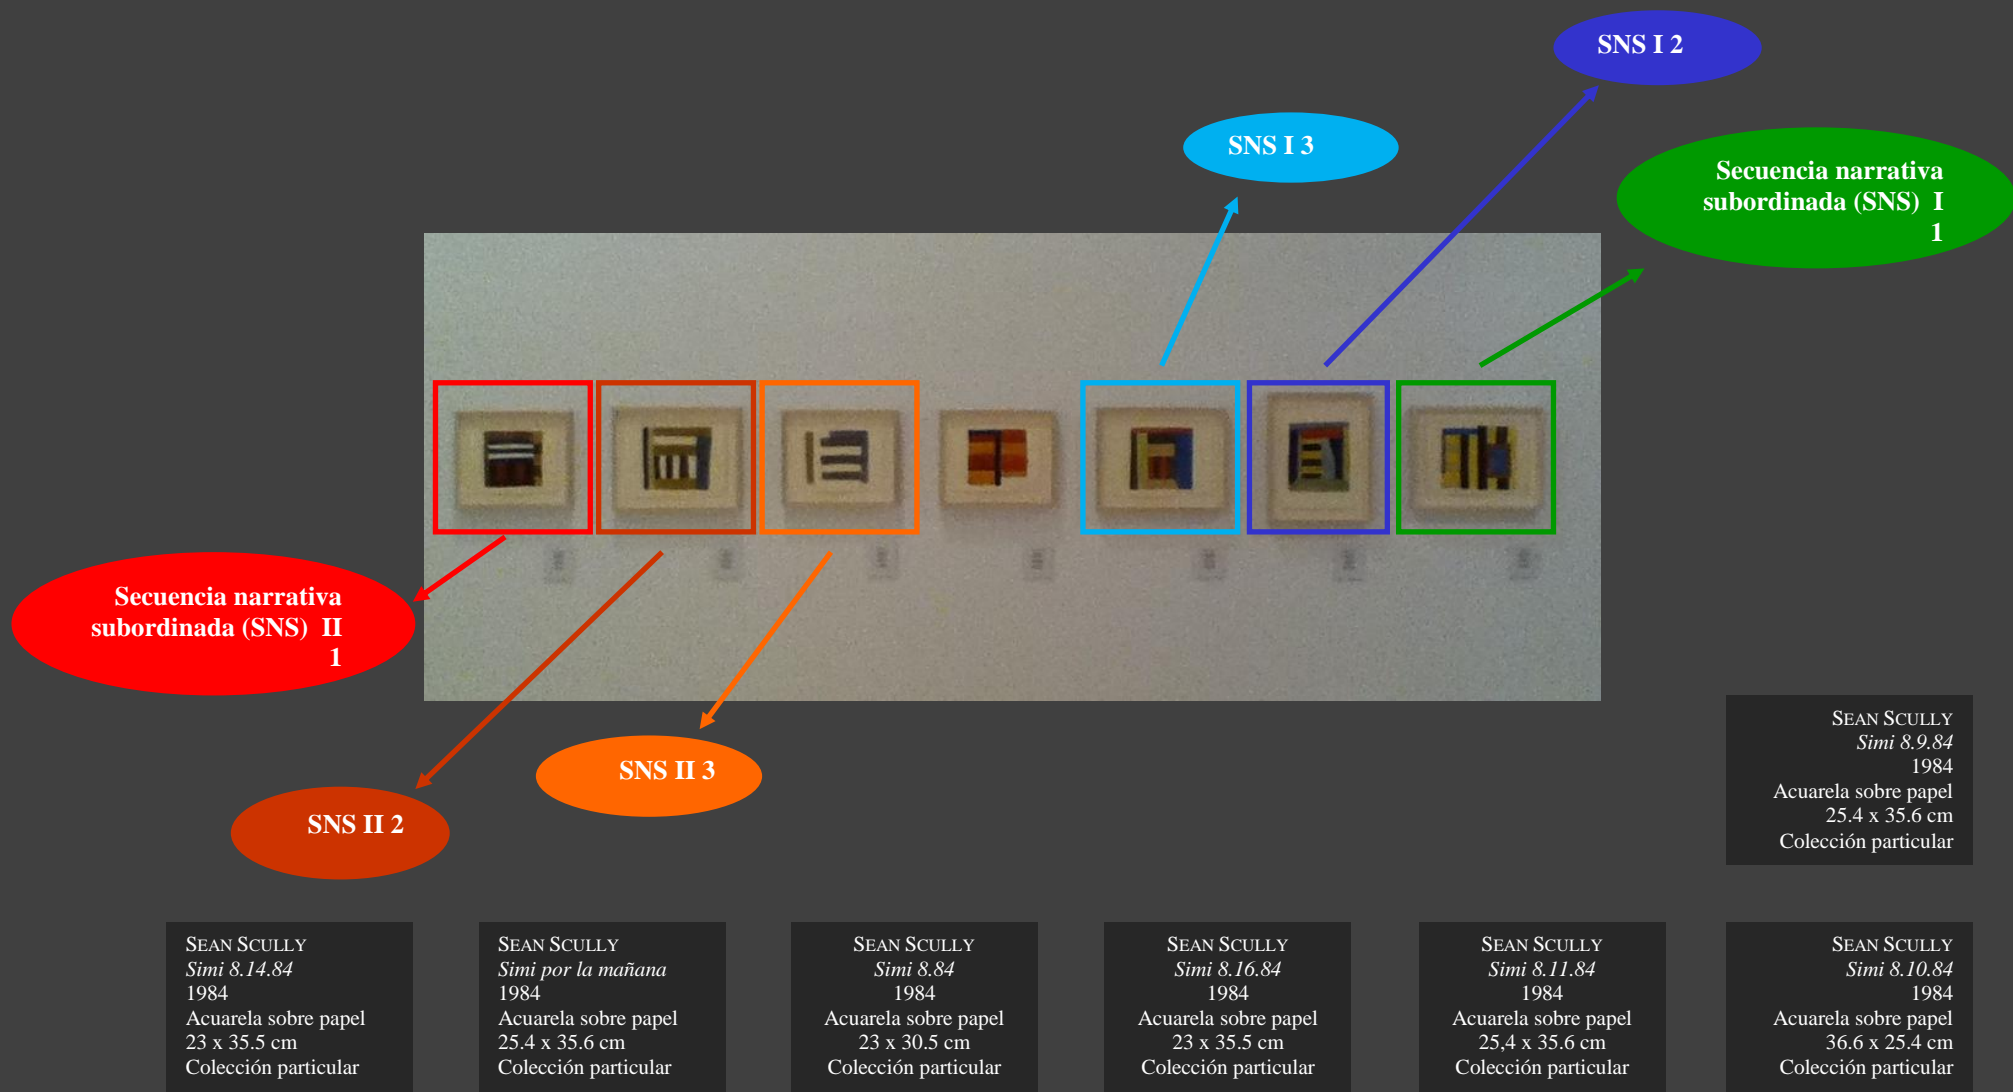 SNS I 2
SNS I 3
Secuencia narrativa
subordinada (SNS) I
1
Secuencia narrativa
subordinada (SNS) II
1
SNS II 3
SNS II 2
SEAN SCULLY
Simi 8.9.84
1984
Acuarela sobre papel
25.4 x 35.6 cm
Colección particular
SEAN SCULLY
Simi 8.14.84
1984
Acuarela sobre papel
23 x 35.5 cm
Colección particular
SEAN SCULLY
Simi por la mañana
1984
Acuarela sobre papel
25.4 x 35.6 cm
Colección particular
SEAN SCULLY
Simi 8.84
1984
Acuarela sobre papel
23 x 30.5 cm
Colección particular
SEAN SCULLY
Simi 8.16.84
1984
Acuarela sobre papel
23 x 35.5 cm
Colección particular
SEAN SCULLY
Simi 8.11.84
1984
Acuarela sobre papel
25,4 x 35.6 cm
Colección particular
SEAN SCULLY
Simi 8.10.84
1984
Acuarela sobre papel
36.6 x 25.4 cm
Colección particular